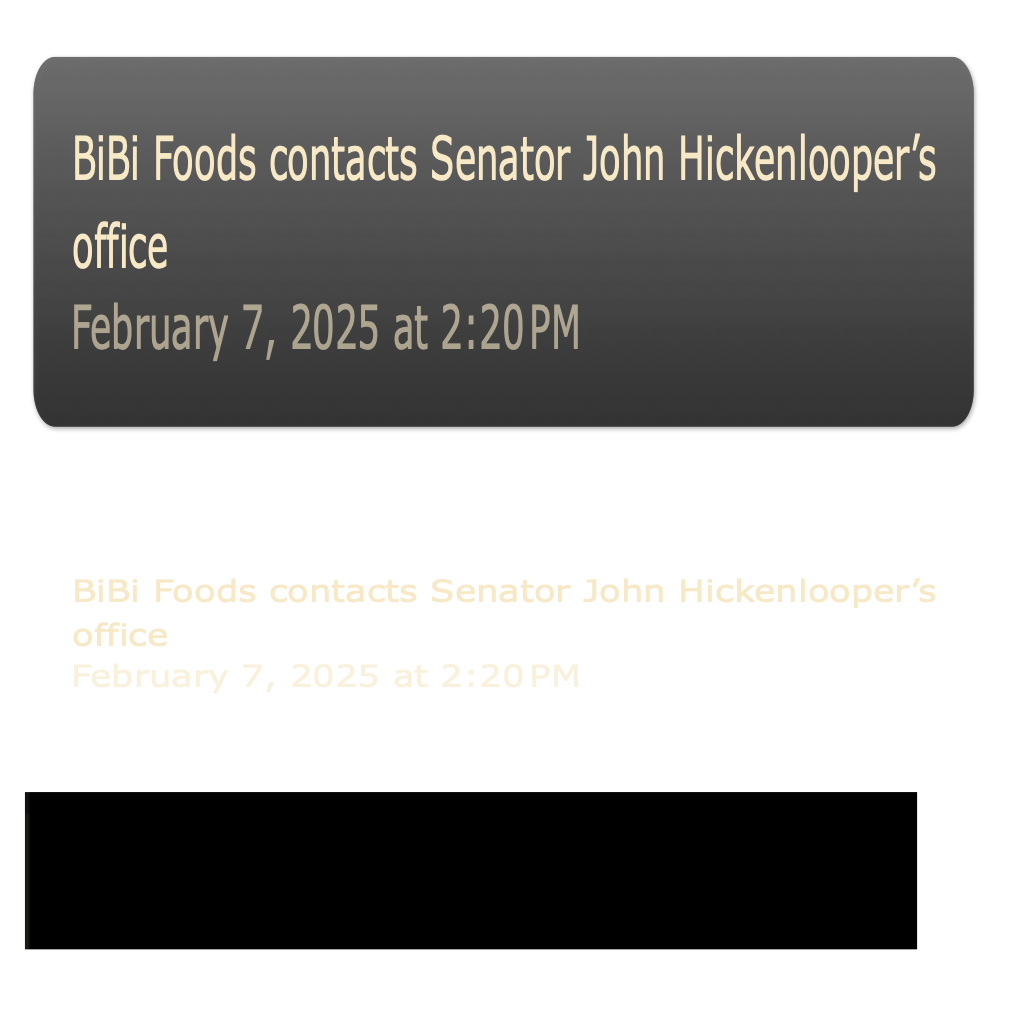 BiBi Foods contacts Senator John Hickenlooper’s
office
February 7, 2025 at 2:20 PM
BiBi Foods contacts Senator John Hickenlooper’s
office
February 7, 2025 at 2:20 PM